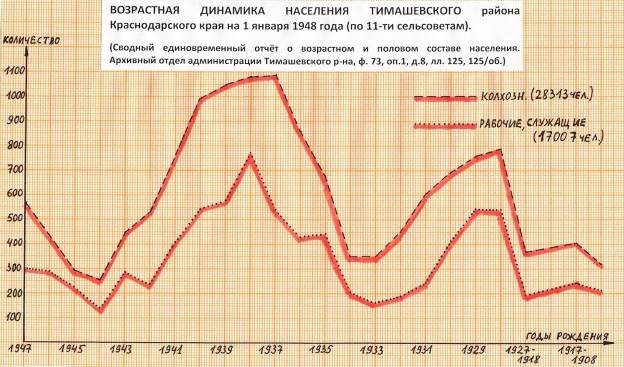 ВОЗРАСТНАЯ ДИНАМИКА НАСЕЛЕНИЯ ТИМАШЕВСКОГО района
Краснодарского края на 1 января 1948 года (по 11-ти сельсоветам).
(Сводный единовременный отчёт о возрастном и половом составе населения.
Архивный отдел администрации Тимашевского р-на, ф. 73, оп.1, д.8, лл. 125, 125/об.)
КОЛИЧЕСТВО
1100
1000
900
800
700
600
500
400
300
200
100
КОЛХОЗН. (28313 ЧЕЛ.)
РАБОЧИЕ, СЛУЖАЩИЕ
(17007 ЧЕЛ.)
ГОДЫ РОЖДЕНИЯ
1947 1945 1943 1941 1939 1937 1935 1933 1931 1929 1927- 1917-
1918 1908